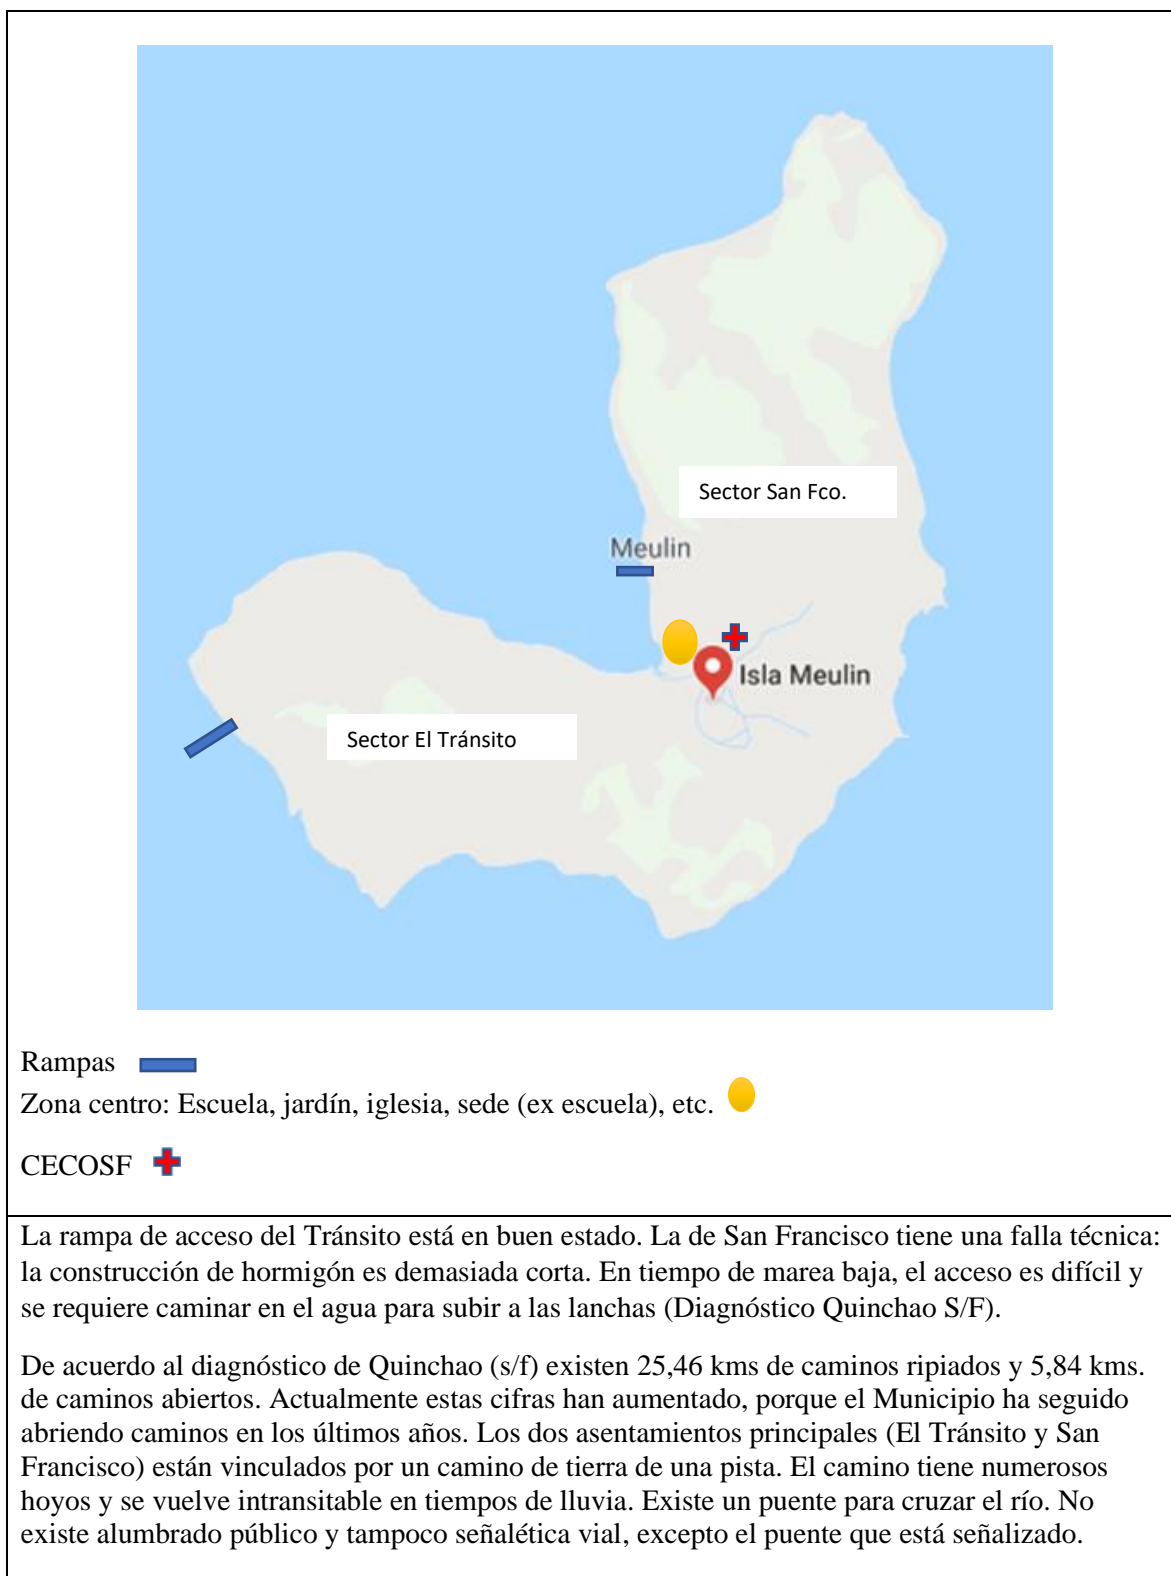 Sector San Fco.
Meulin
Isla Meulin
Sector El Tránsito
Rampas
Zona centro: Escuela, jardín, iglesia, sede (ex escuela), etc.
CECOSF
La rampa de acceso del Tránsito está en buen estado. La de San Francisco tiene una falla técnica:
la construcción de hormigón es demasiada corta. En tiempo de marea baja, el acceso es difícil y
se requiere caminar en el agua para subir a las lanchas (Diagnóstico Quinchao S/F).
De acuerdo al diagnóstico de Quinchao (s/f) existen 25,46 kms de caminos ripiados y 5,84 kms.
de caminos abiertos. Actualmente estas cifras han aumentado, porque el Municipio ha seguido
abriendo caminos en los últimos años. Los dos asentamientos principales (El Tránsito y San
Francisco) están vinculados por un camino de tierra de una pista. El camino tiene numerosos
hoyos y se vuelve intransitable en tiempos de lluvia. Existe un puente para cruzar el río. No
existe alumbrado público y tampoco señalética vial, excepto el puente que está señalizado.